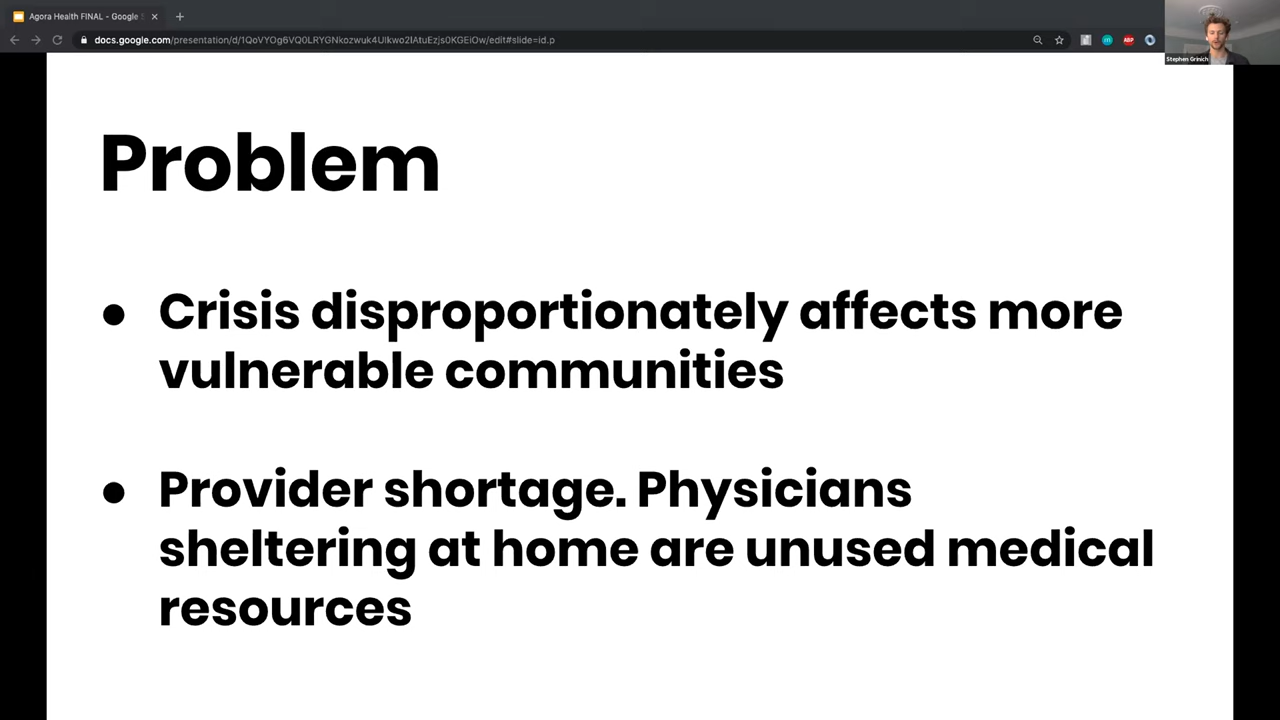 Agora Health FINAL - Google S
docs.google.com/presentation/d/1QoVYOg6VQ0LRYGNkozwuk4Ulkwo2lAtuEzjs0KGEiOw/edit#slide=id.p
ABP
Stephen Grinich
Problem
● Crisis disproportionately affects more
vulnerable communities
● Provider shortage. Physicians
sheltering at home are unused medical
resources